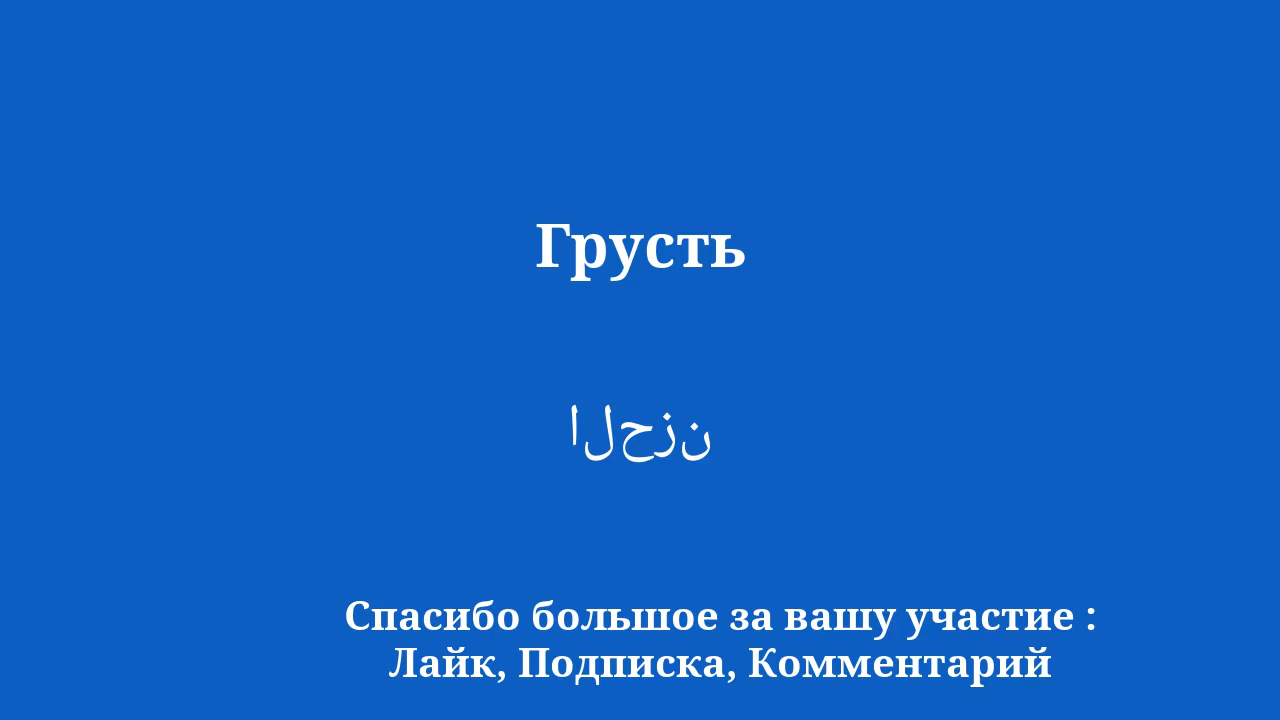 Грусть
الحزن
Спасибо большое за вашу участие :
Лайк, Подписка, Комментарий